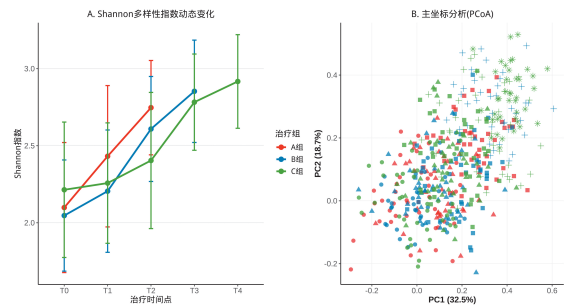 A. Shannon多样性指数动态变化
3.0
2.5
2.0
Shannon指数
T0 T1 T2 T3 T4
治疗时间点
治疗组
A组
B组
C组
B. 主坐标分析(PCoA)
0.4
0.2
0.0
-0.2
PC2 (18.7%)
-0.2 0.0 0.2 0.4 0.6
PC1 (32.5%)